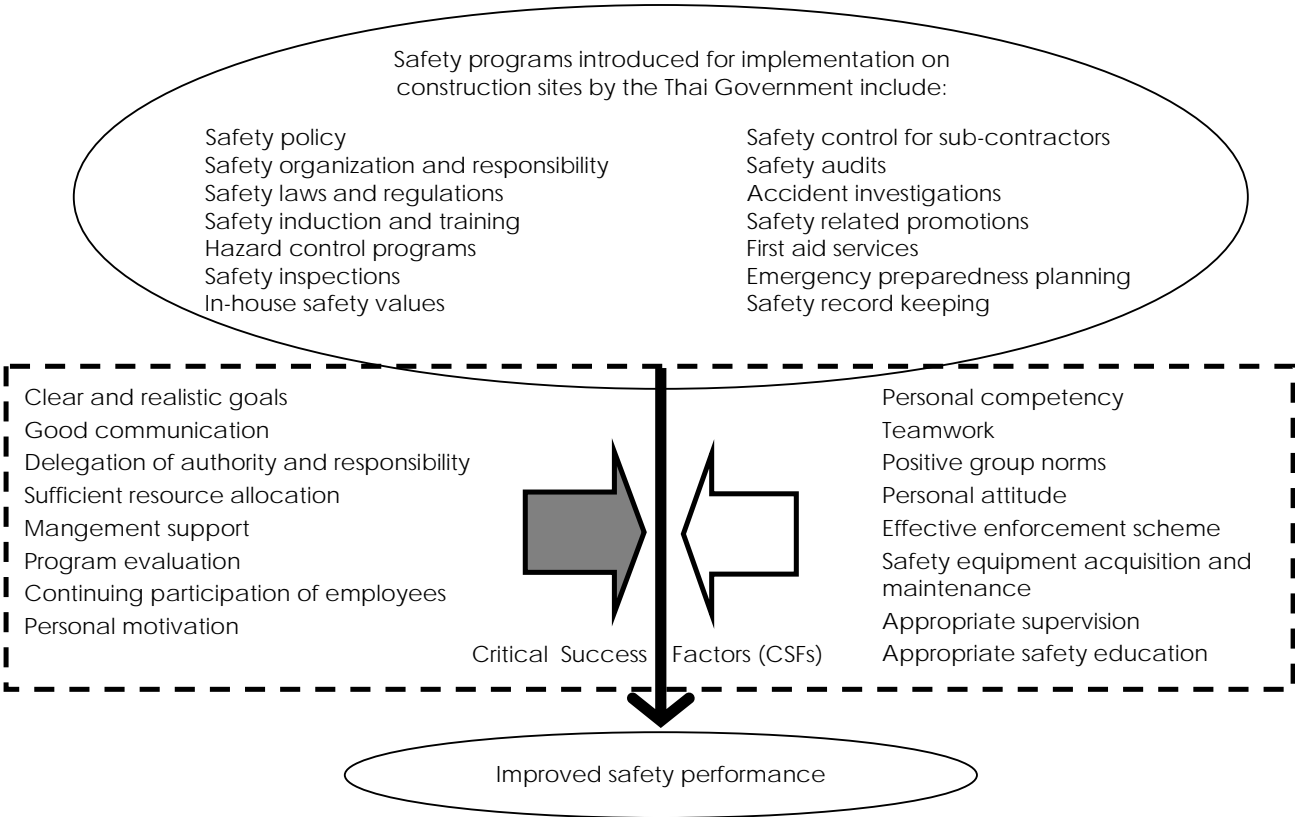 Safety programs introduced for implementation on
construction sites by the Thai Government include:
Safety policy
Safety organization and responsibility
Safety laws and regulations
Safety induction and training
Hazard control programs
Safety inspections
In-house safety values
Safety control for sub-contractors
Safety audits
Accident investigations
Safety related promotions
First aid services
Emergency preparedness planning
Safety record keeping
Clear and realistic goals
Good communication
Delegation of authority and responsibility
Sufficient resource allocation
Mangement support
Program evaluation
Continuing participation of employees
Personal motivation
Critical Success Factors (CSFs)
Personal competency
Teamwork
Positive group norms
Personal attitude
Effective enforcement scheme
Safety equipment acquisition and
maintenance
Appropriate supervision
Appropriate safety education
Improved safety performance